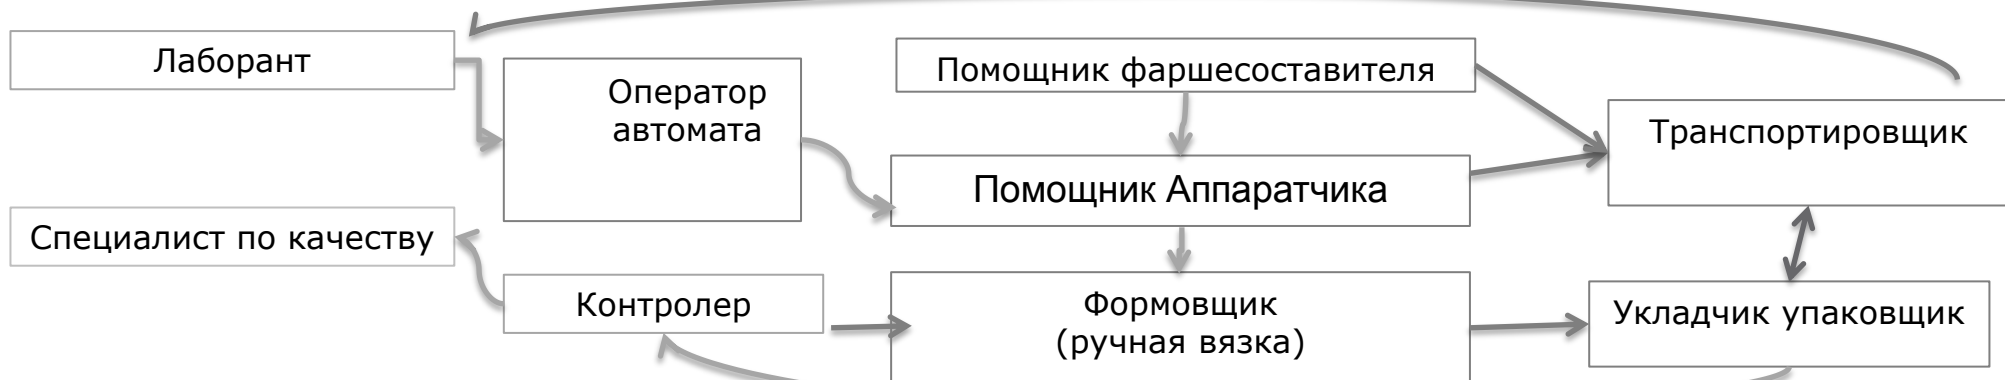 Лаборант
Оператор
автомата
Помощник фаршесоставителя
Транспортировщик
Помощник Аппаратчика
Специалист по качеству
Контролер
Формовщик
(ручная вязка)
Укладчик упаковщик